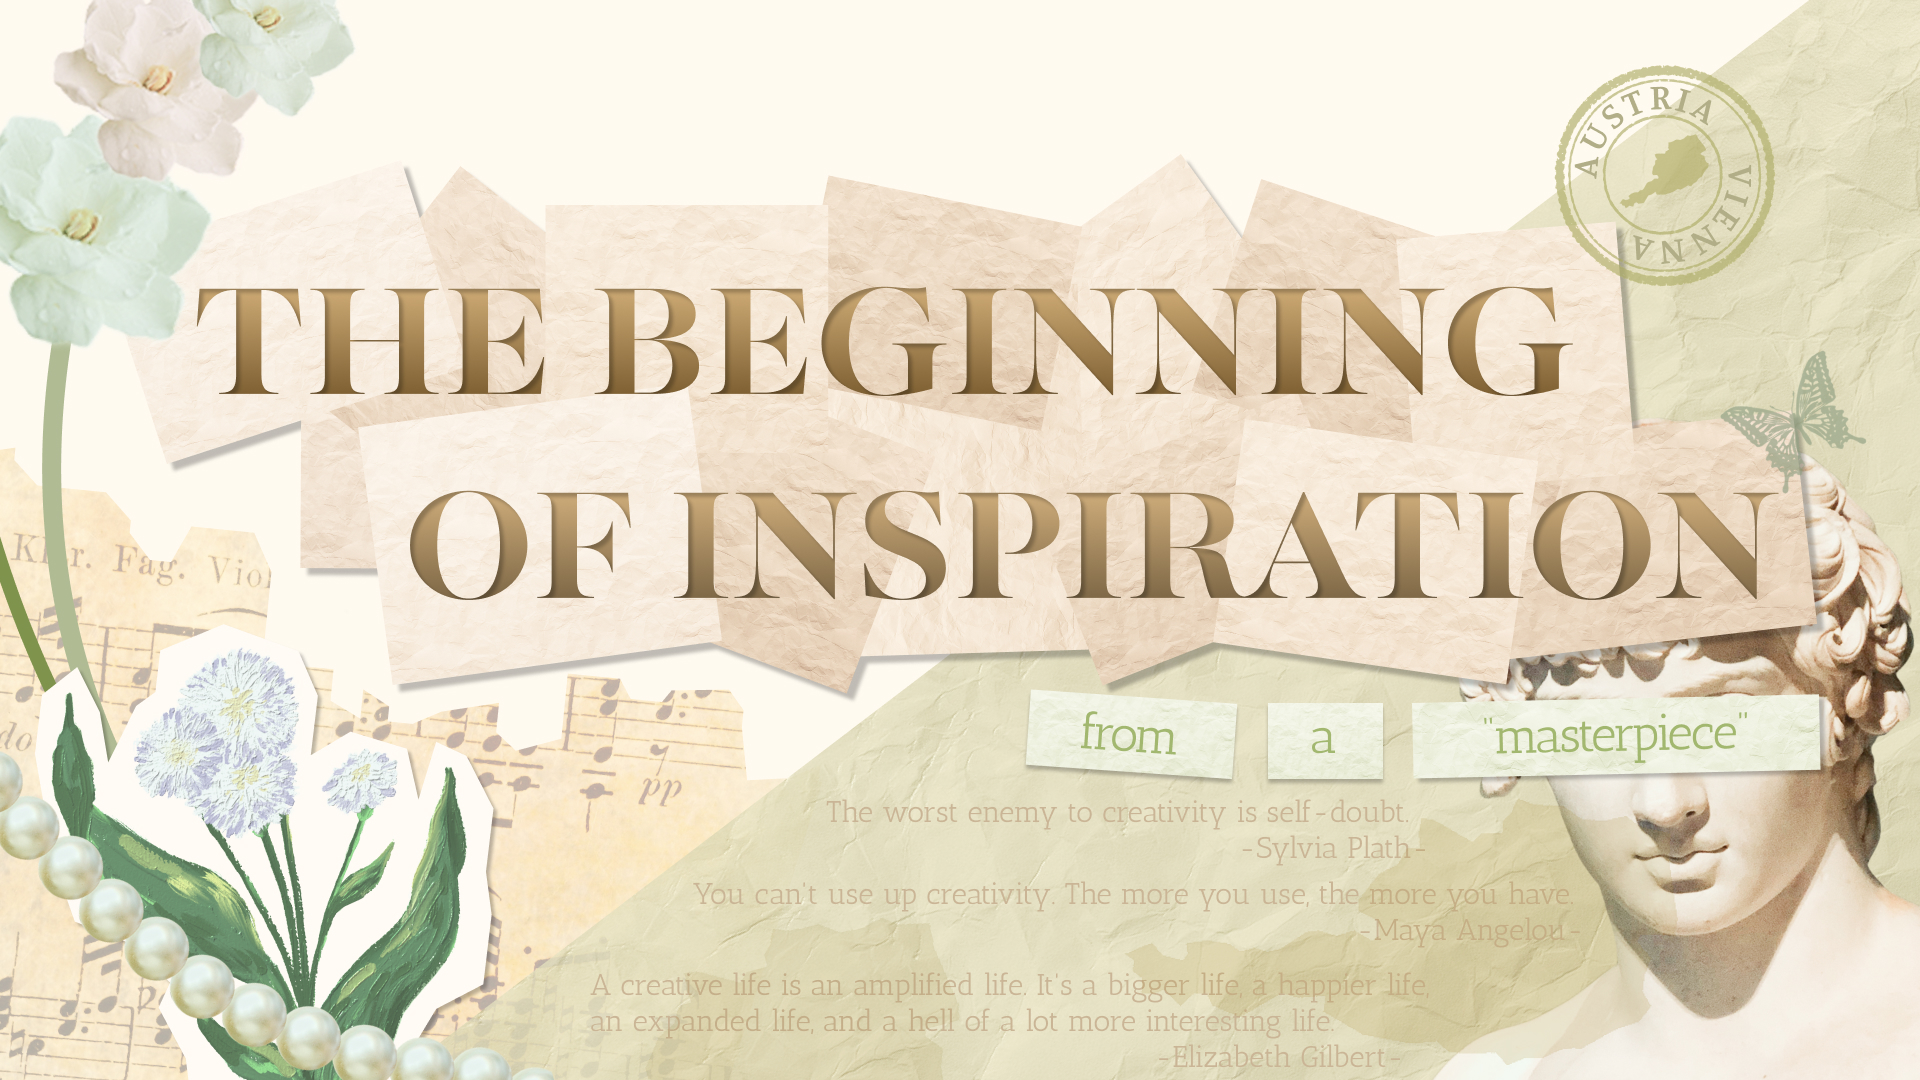 AUSTRIA
VIENNA
THE BEGINNING
OF INSPIRATION
from a "masterpiece"
The worst enemy to creativity is self-doubt.
-Sylvia Plath-
You can't use up creativity. The more you use, the more you have.
-Maya Angelou-
A creative life is an amplified life. It's a bigger life, a happier life,
an expanded life, and a hell of a lot more interesting life.
-Elizabeth Gilbert-
Fag. Viol
do
pp